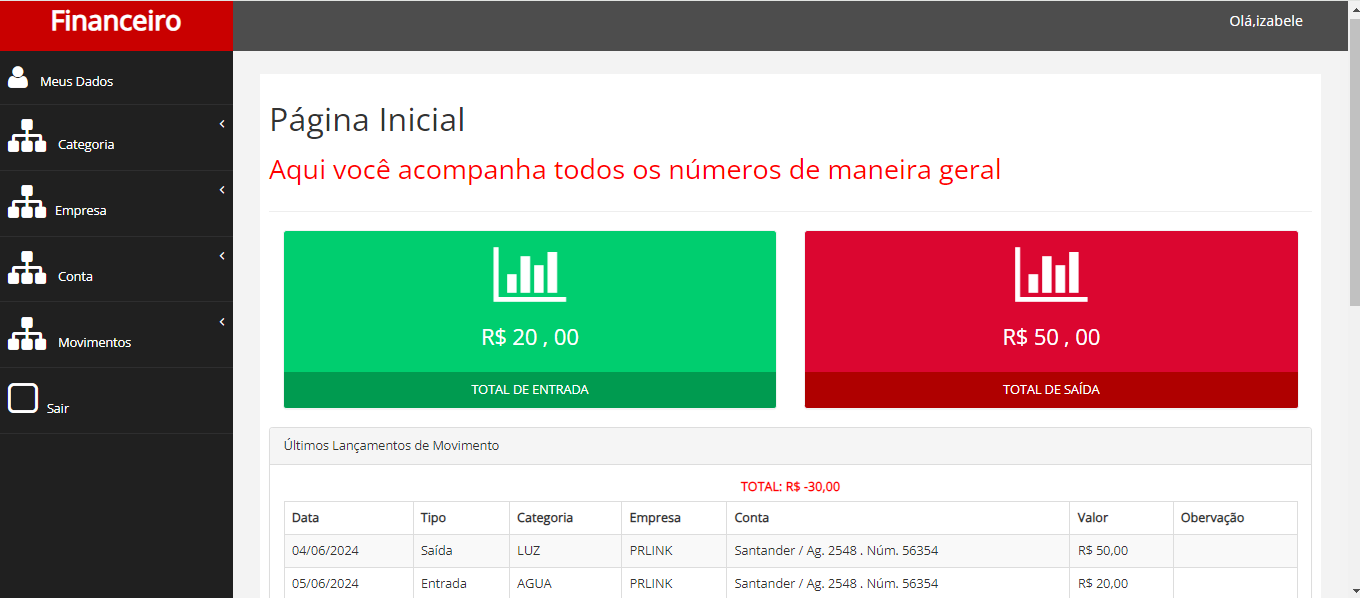 Financeiro
Olá,izabele
Meus Dados
Categoria
Empresa
Conta
Movimentos
Sair
Página Inicial
Aqui você acompanha todos os números de maneira geral
R$ 20 , 00
TOTAL DE ENTRADA
R$ 50 , 00
TOTAL DE SAÍDA
Últimos Lançamentos de Movimento
TOTAL: R$ -30,00
Data Tipo Categoria Empresa Conta Valor Obervação
04/06/2024 Saída LUZ PRLINK Santander / Ag. 2548 . Núm. 56354 R$ 50,00
05/06/2024 Entrada AGUA PRLINK Santander / Ag. 2548 . Núm. 56354 R$ 20,00